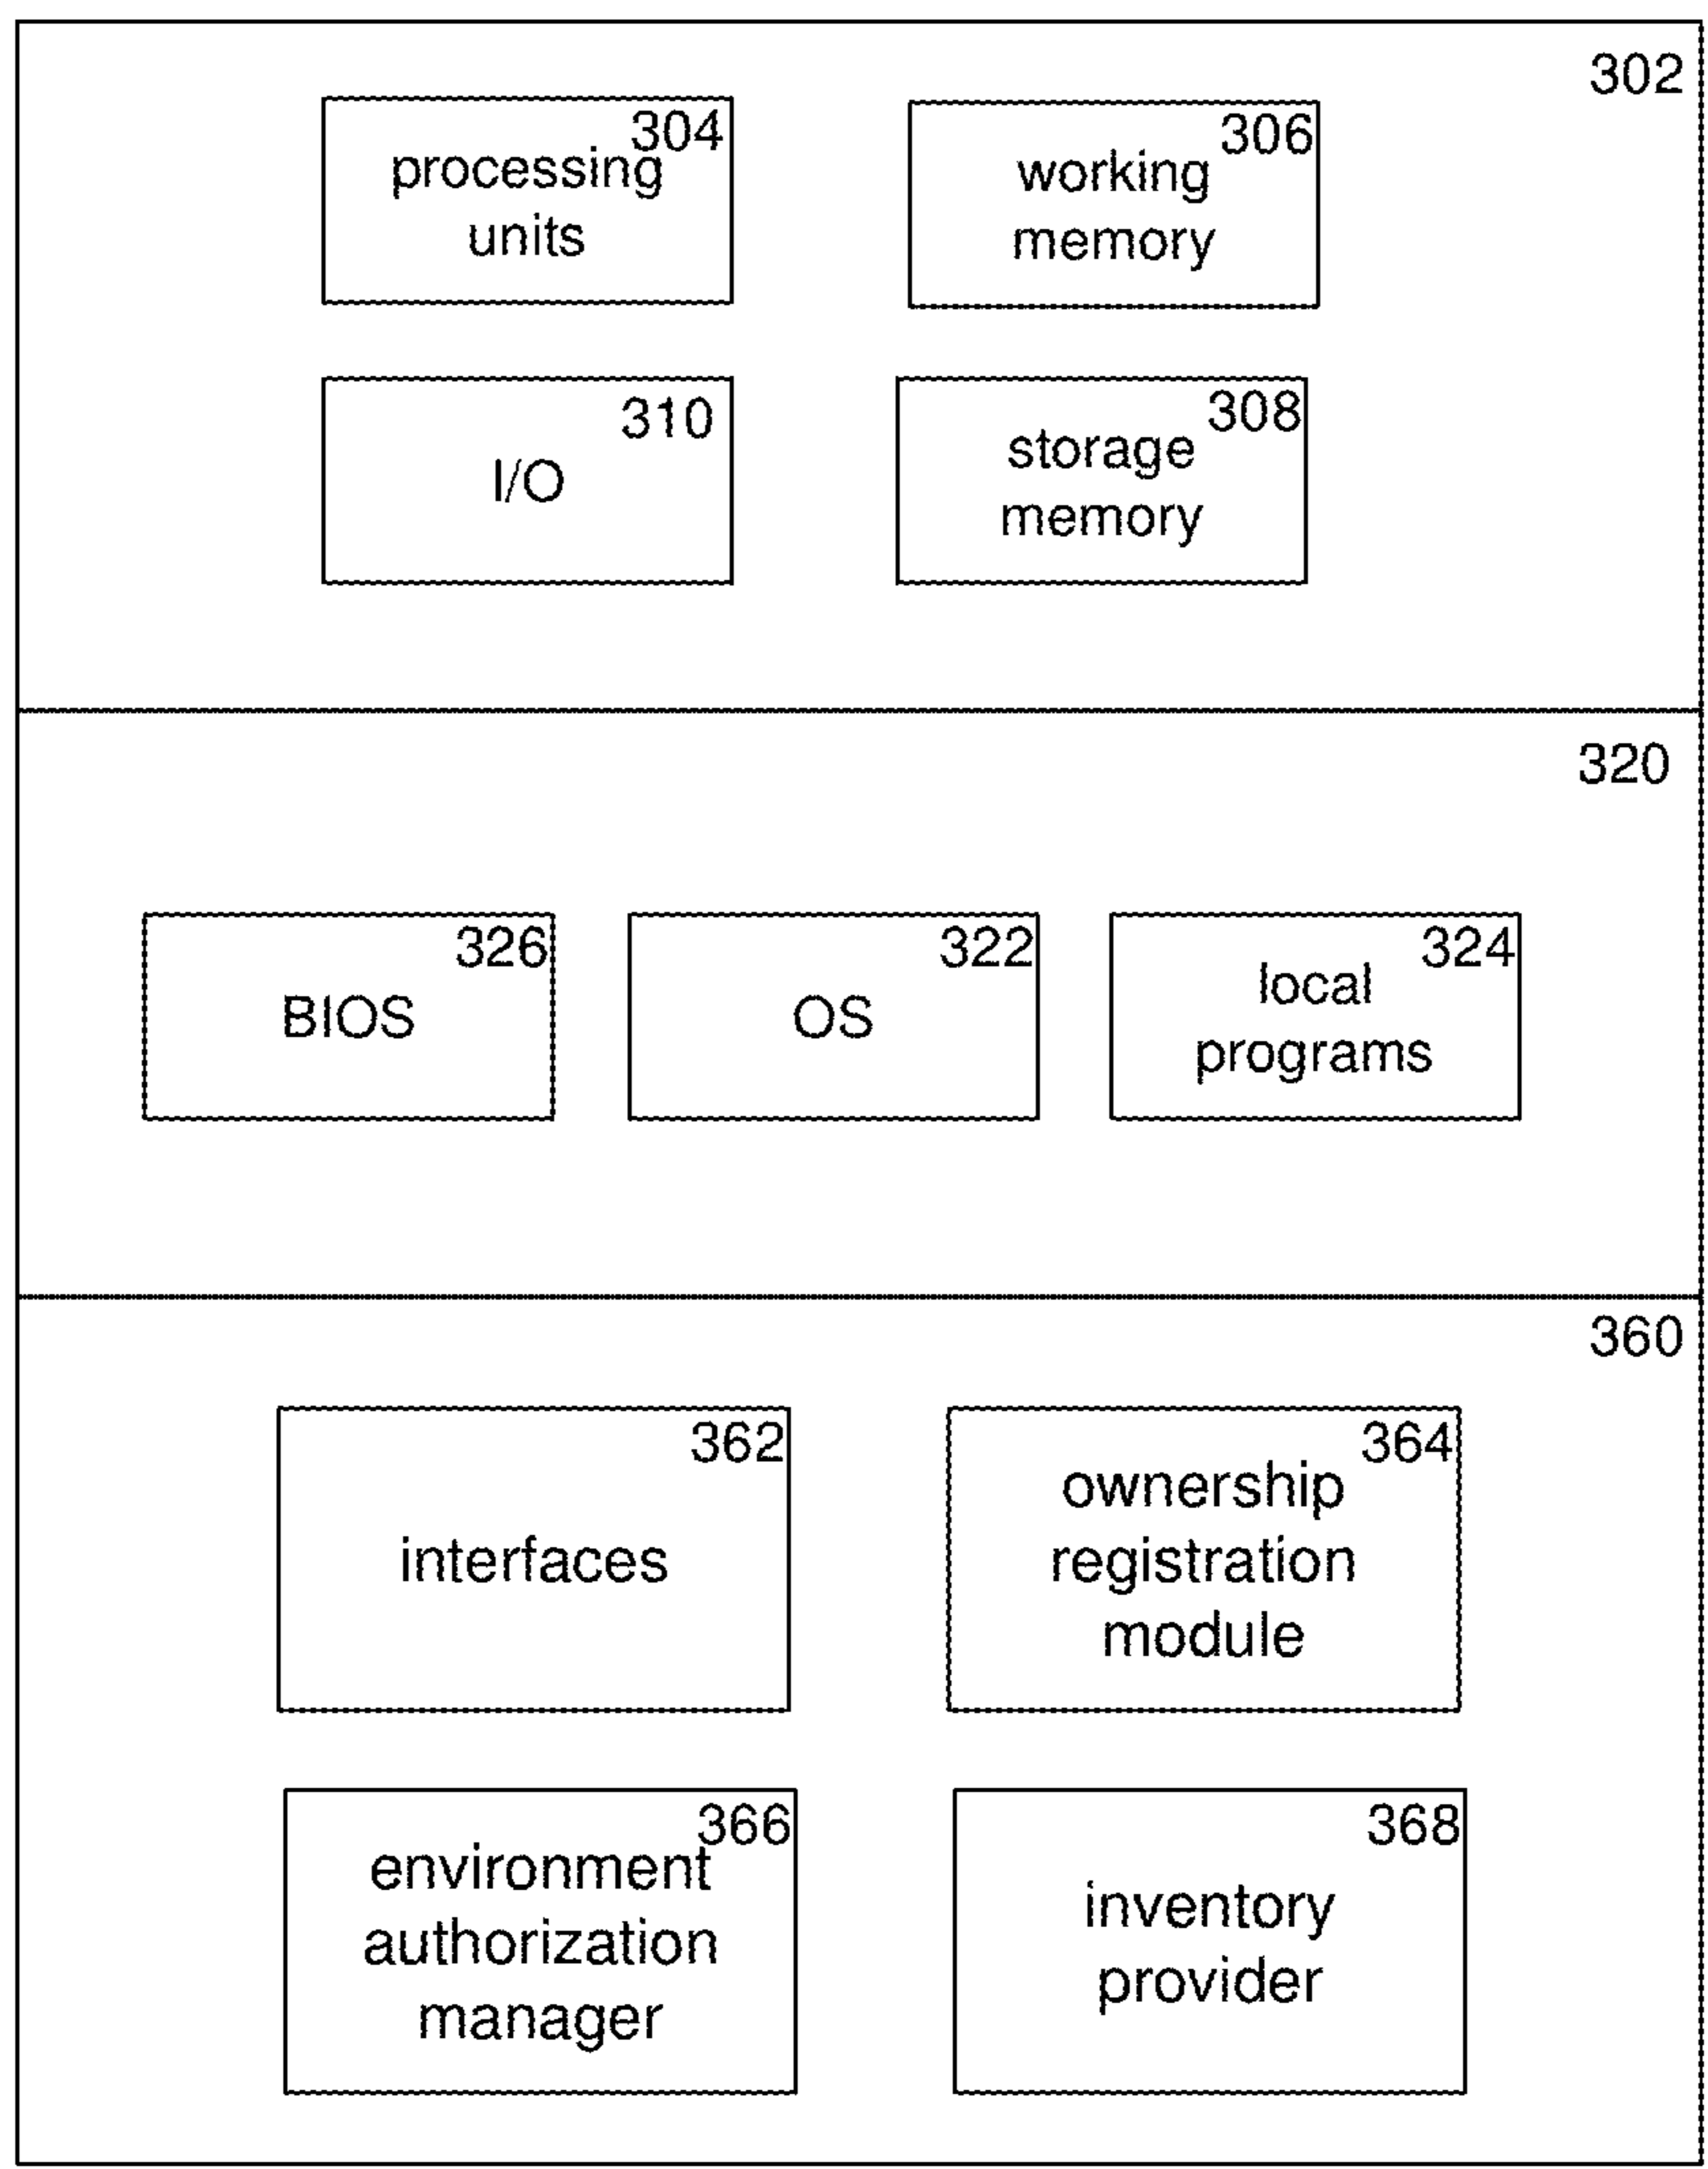 302
304
processing
units
306
working
memory
310
I/O
308
storage
memory
320
326
BIOS
322
OS
324
local
programs
360
362
interfaces
364
ownership
registration
module
366
environment
authorization
manager
368
inventory
provider